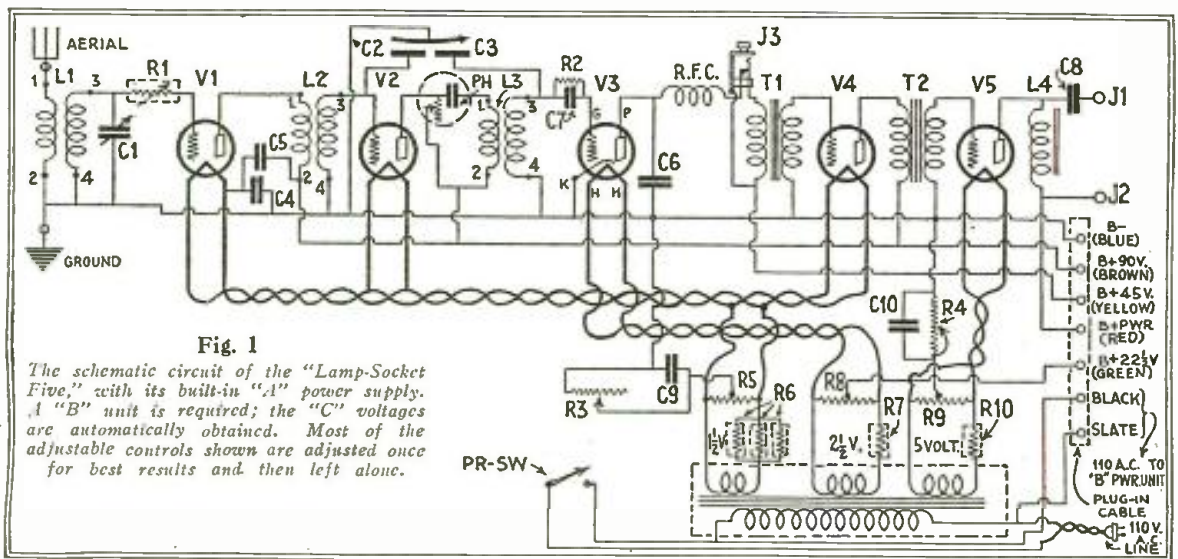 AERIAL
1 L1 3
R1
V1
L2
1 3
C2
C3
V2
PH
L3
1 3
R2
V3
G P
C7
R.F.C.
J3
T1
V4
T2
V5
L4
C8
J1
C1
2 4
C5
C4
2 4
2 4
K H H
C6
J2
GROUND
B-
(BLUE)
B+90V.
(BROWN)
B+45V.
(YELLOW)
B+PWR
(RED)
B+22½V
(GREEN)
BLACK
SLATE
110 A.C. TO
"B" PWR.UNIT
PLUG-IN
CABLE
110V.
A.C.
LINE
C10
R4
Fig. 1
The schematic circuit of the "Lamp-Socket
Five," with its built-in "A" power supply.
A "B" unit is required; the "C" voltages
are automatically obtained. Most of the
adjustable controls shown are adjusted once
for best results and then left alone.
R3
C9
R5
R6
R8
R7
R9
R10
1½V
2½V.
5VOLT.
PR-SW